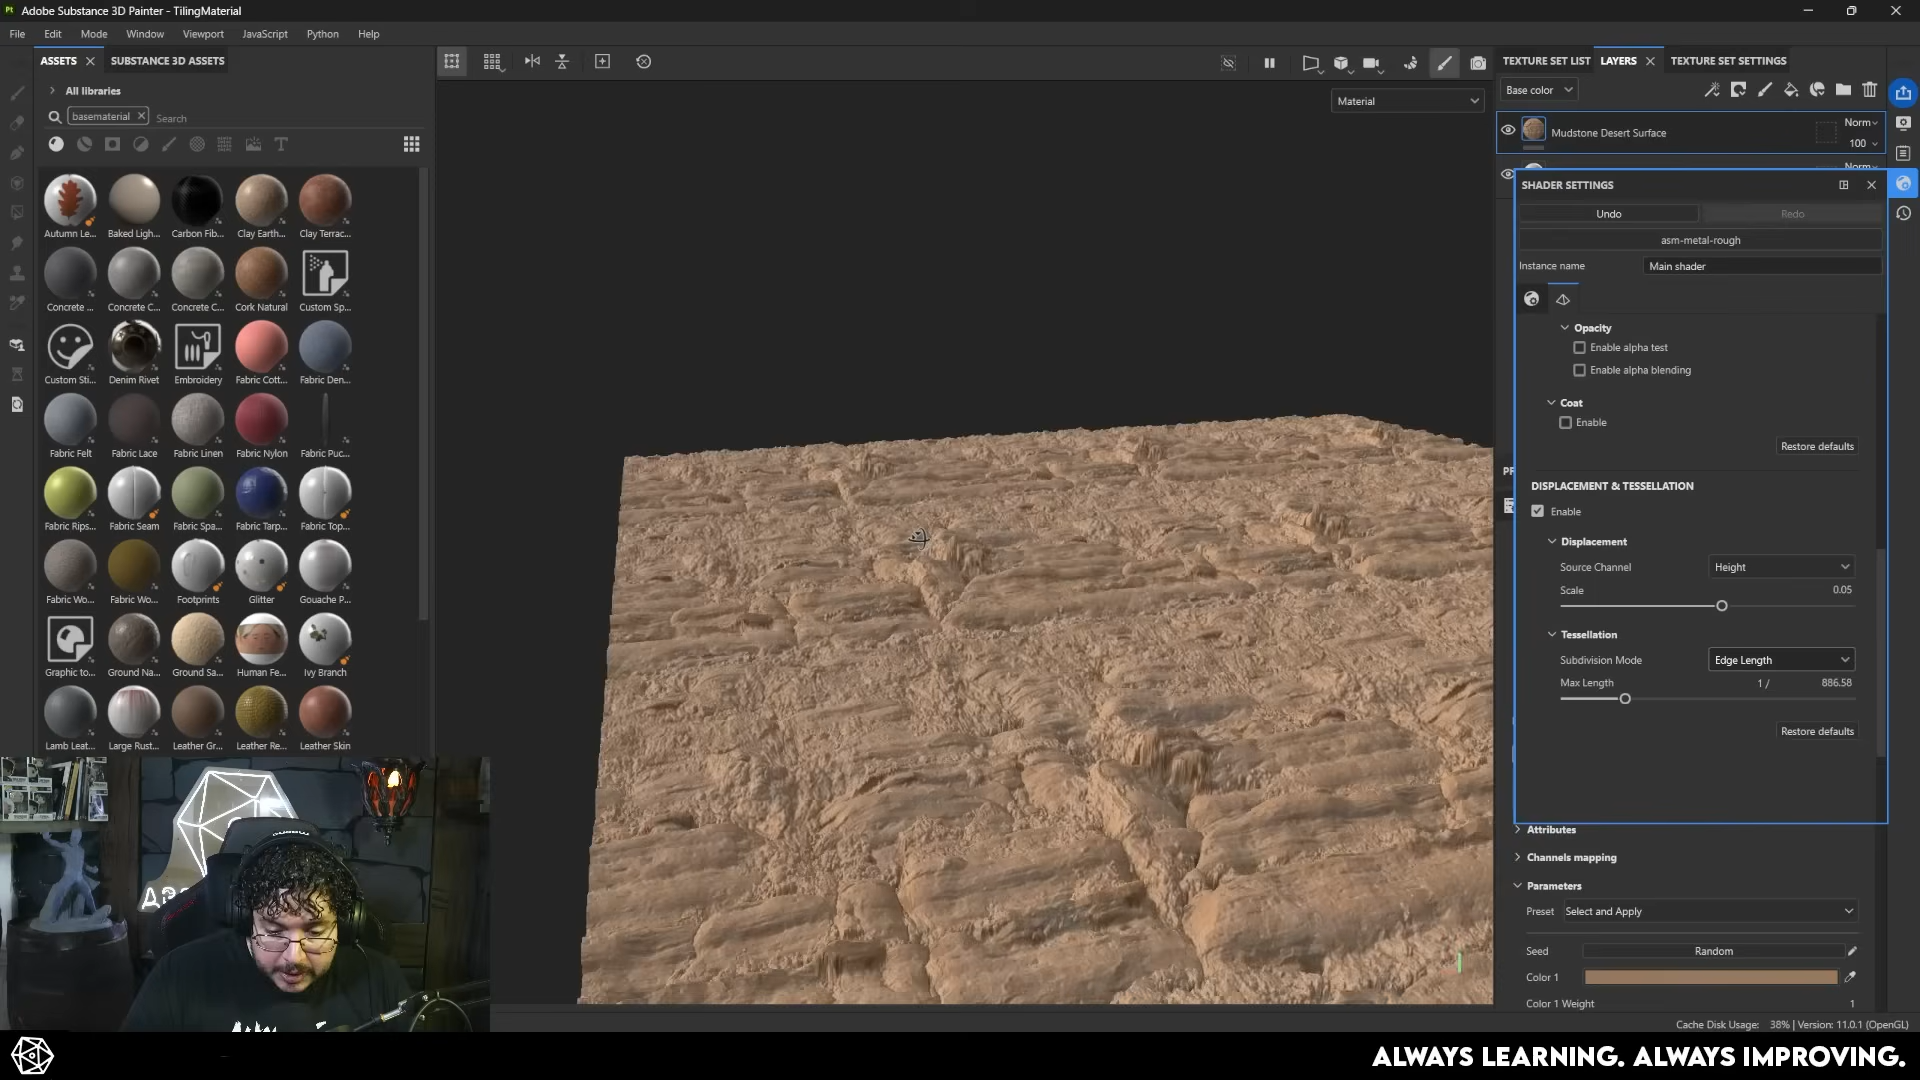 Pt Adobe Substance 3D Painter - TilingMaterial
File Edit Mode Window Viewport JavaScript Python Help
ASSETS SUBSTANCE 3D ASSETS
TEXTURE SET LIST LAYERS TEXTURE SET SETTINGS
All libraries
basematerial Search
Material
Base color
Mudstone Desert Surface
Norm
100
Norm
SHADER SETTINGS
Undo Redo
asm-metal-rough
Instance name Main shader
Opacity
Enable alpha test
Enable alpha blending
Coat
Enable
Restore defaults
DISPLACEMENT & TESSELLATION
Enable
Displacement
Source Channel Height
Scale 0.05
Tessellation
Subdivision Mode Edge Length
Max Length 1 / 886.58
Restore defaults
Attributes
Channels mapping
Parameters
Preset Select and Apply
Seed Random
Color 1
Color 1 Weight 1
Autumn Le... Baked Ligh... Carbon Fib... Clay Earth... Clay Terrac...
Concrete ... Concrete C... Concrete C... Cork Natural Custom Sp...
Custom Sti... Denim Rivet Embroidery Fabric Cott... Fabric Den...
Fabric Felt Fabric Lace Fabric Linen Fabric Nylon Fabric Puc...
Fabric Rips... Fabric Seam Fabric Spa... Fabric Tarp... Fabric Top...
Fabric Wo... Fabric Wo... Footprints Glitter Gouache P...
Graphic to... Ground Na... Ground Sa... Human Fe... Ivy Branch
Lamb Leat... Large Rust... Leather Gr... Leather Re... Leather Skin
Cache Disk Usage: 38% | Version: 11.0.1 (OpenGL)
ALWAYS LEARNING. ALWAYS IMPROVING.